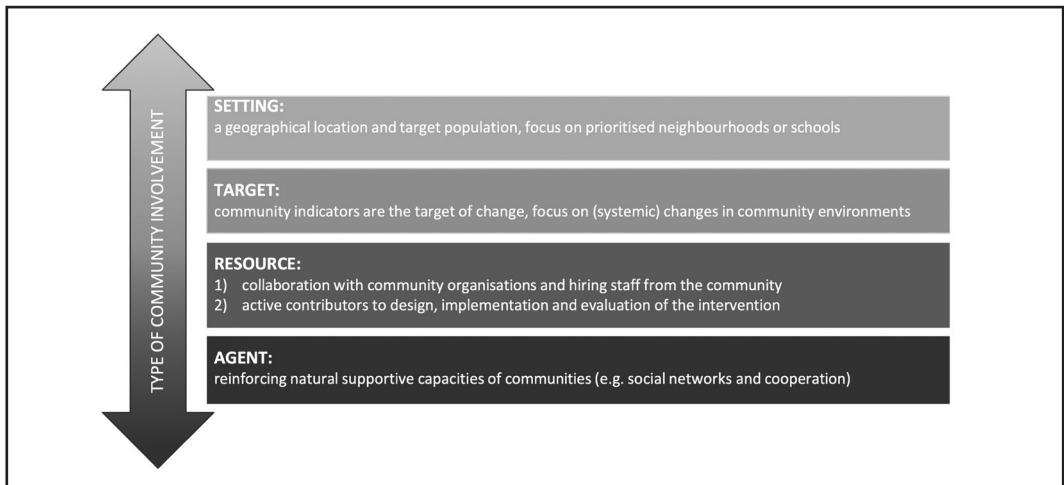 TYPE OF COMMUNITY INVOLVEMENT
SETTING:
a geographical location and target population, focus on prioritised neighbourhoods or schools
TARGET:
community indicators are the target of change, focus on (systemic) changes in community environments
RESOURCE:
1) collaboration with community organisations and hiring staff from the community
2) active contributors to design, implementation and evaluation of the intervention
AGENT:
reinforcing natural supportive capacities of communities (e.g. social networks and cooperation)